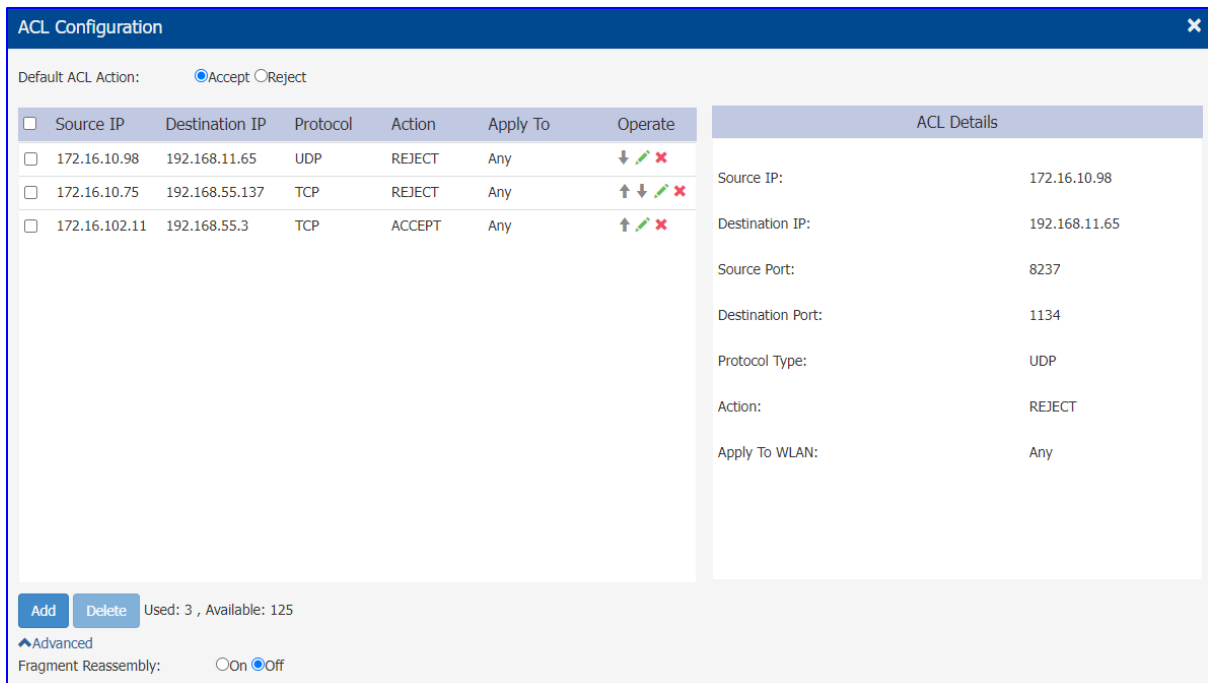 ACL Configuration
Default ACL Action: Accept Reject
Source IP Destination IP Protocol Action Apply To Operate
172.16.10.98 192.168.11.65 UDP REJECT Any
172.16.10.75 192.168.55.137 TCP REJECT Any
172.16.102.11 192.168.55.3 TCP ACCEPT Any
ACL Details
Source IP: 172.16.10.98
Destination IP: 192.168.11.65
Source Port: 8237
Destination Port: 1134
Protocol Type: UDP
Action: REJECT
Apply To WLAN: Any
Add Delete Used: 3 , Available: 125
Advanced
Fragment Reassembly: On Off